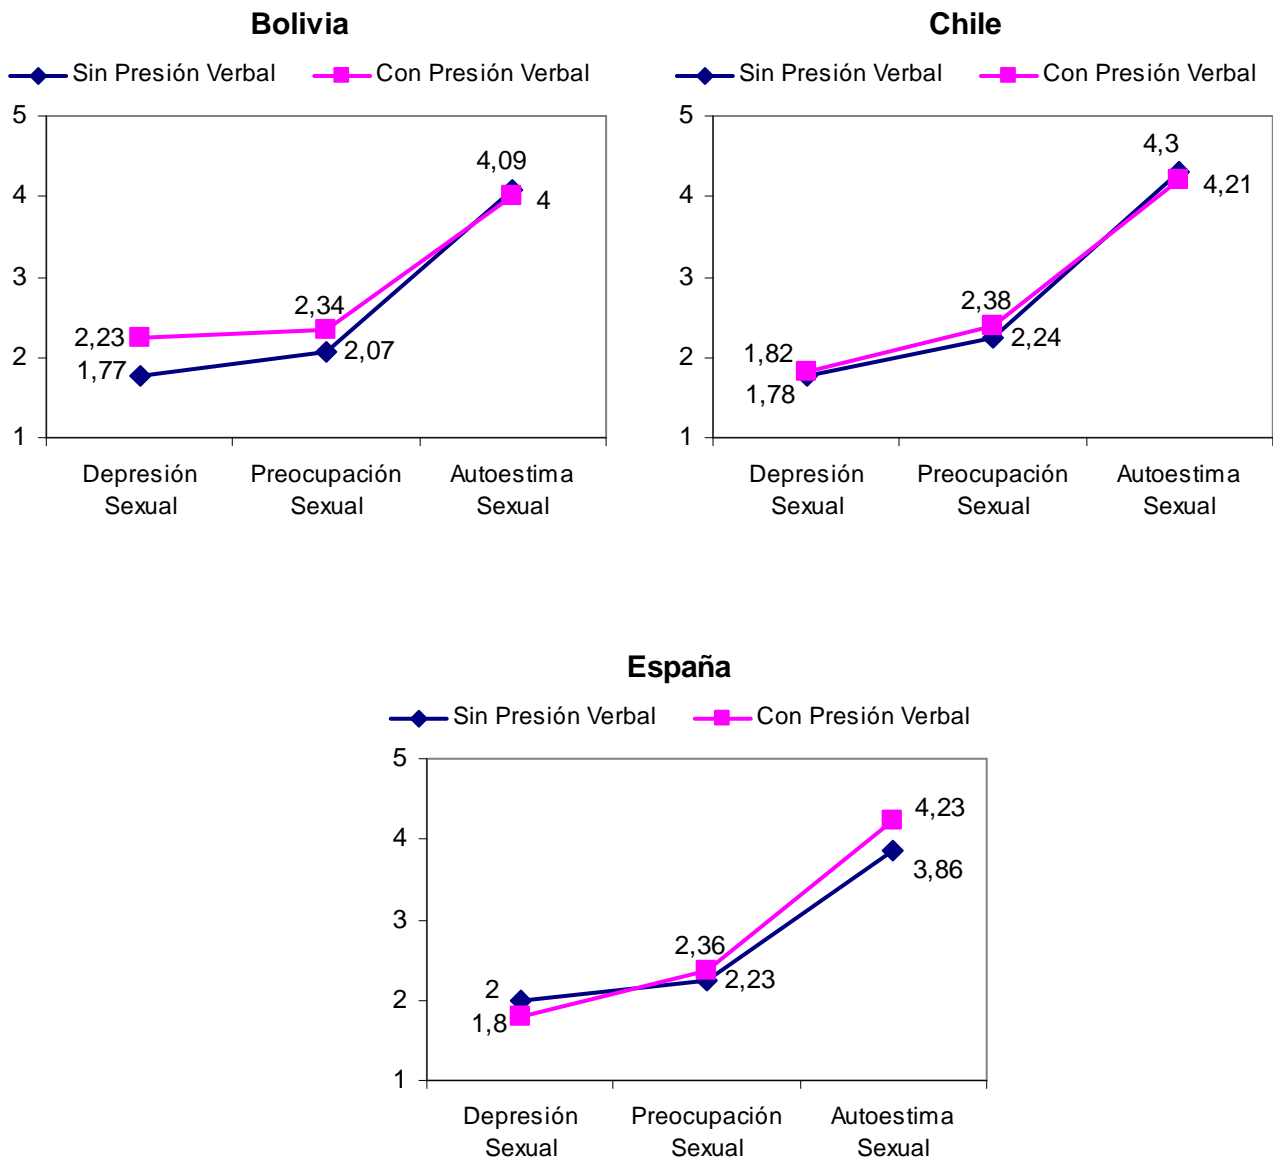 Bolivia
Sin Presión Verbal Con Presión Verbal
5
4
3
2
1
4,09
4
2,34
2,23
2,07
1,77
Depresión Preocupación Autoestima
Sexual Sexual Sexual
Chile
Sin Presión Verbal Con Presión Verbal
5
4
3
2
1
4,3
4,21
2,38
2,24
1,82
1,78
Depresión Preocupación Autoestima
Sexual Sexual Sexual
España
Sin Presión Verbal Con Presión Verbal
5
4
3
2
1
4,23
3,86
2,36
2,23
2
1,8
Depresión Preocupación Autoestima
Sexual Sexual Sexual